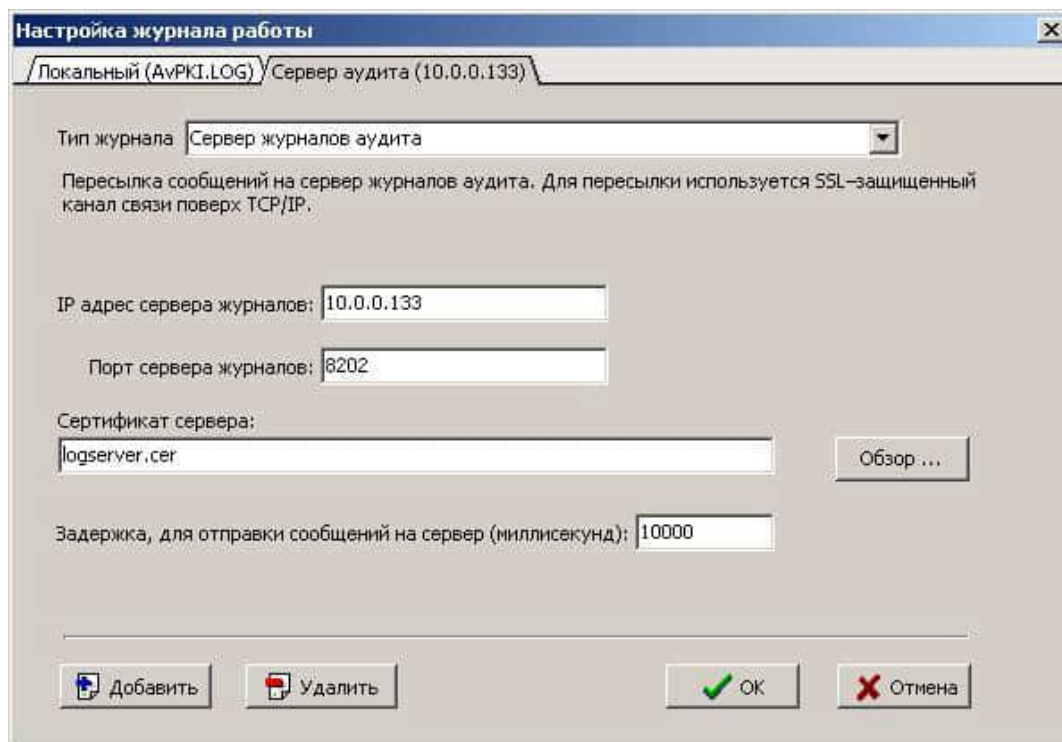 Настройка журнала работы
Локальный (AvPKI.LOG) Сервер аудита (10.0.0.133)
Тип журнала Сервер журналов аудита
Пересылка сообщений на сервер журналов аудита. Для пересылки используется SSL-защищенный
канал связи поверх TCP/IP.
IP адрес сервера журналов: 10.0.0.133
Порт сервера журналов: 8202
Сертификат сервера:
logserver.cer Обзор ...
Задержка, для отправки сообщений на сервер (миллисекунд): 10000
Добавить Удалить ОК Отмена